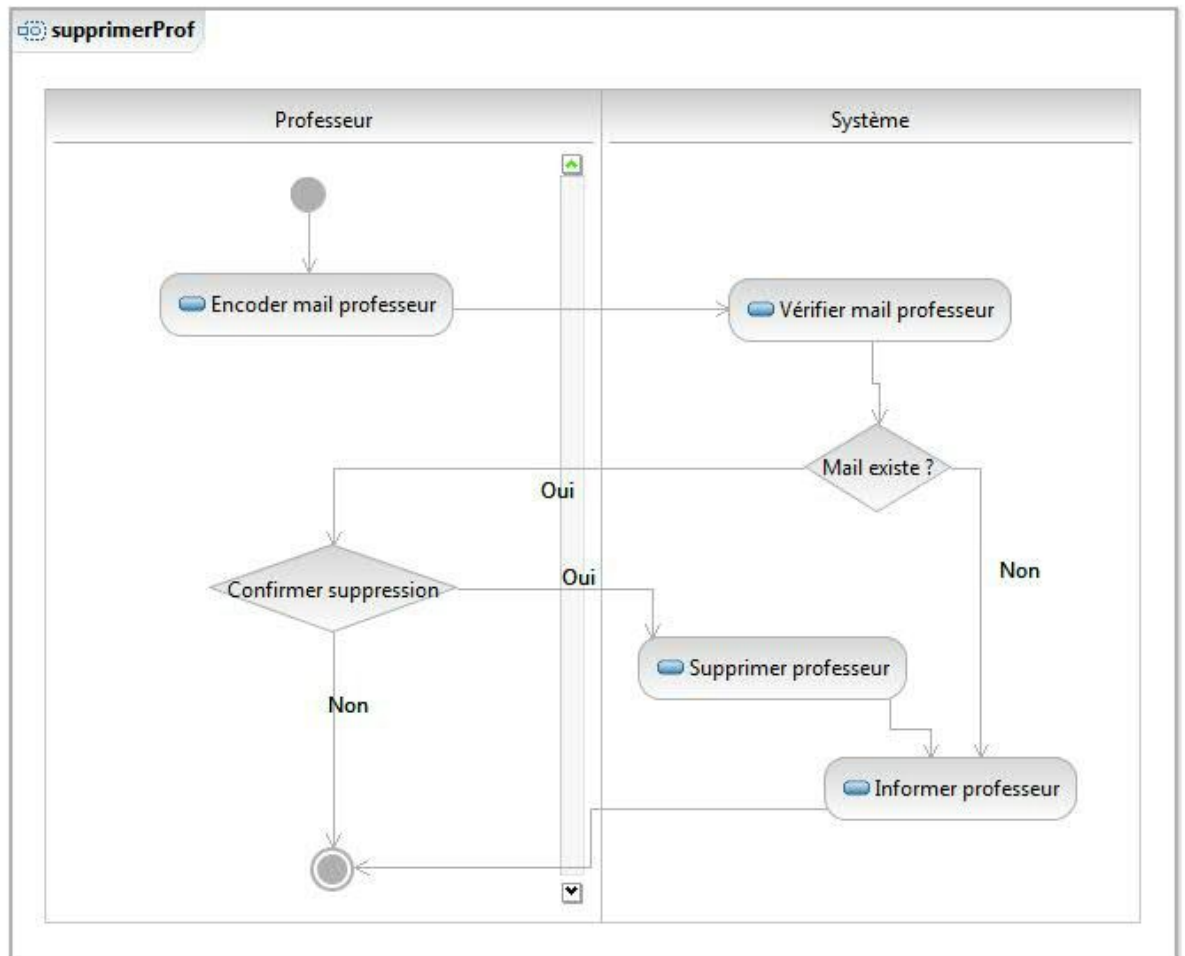 supprimerProf
Professeur
Système
Encoder mail professeur
Vérifier mail professeur
Mail existe ?
Oui
Non
Confirmer suppression
Oui
Supprimer professeur
Non
Informer professeur